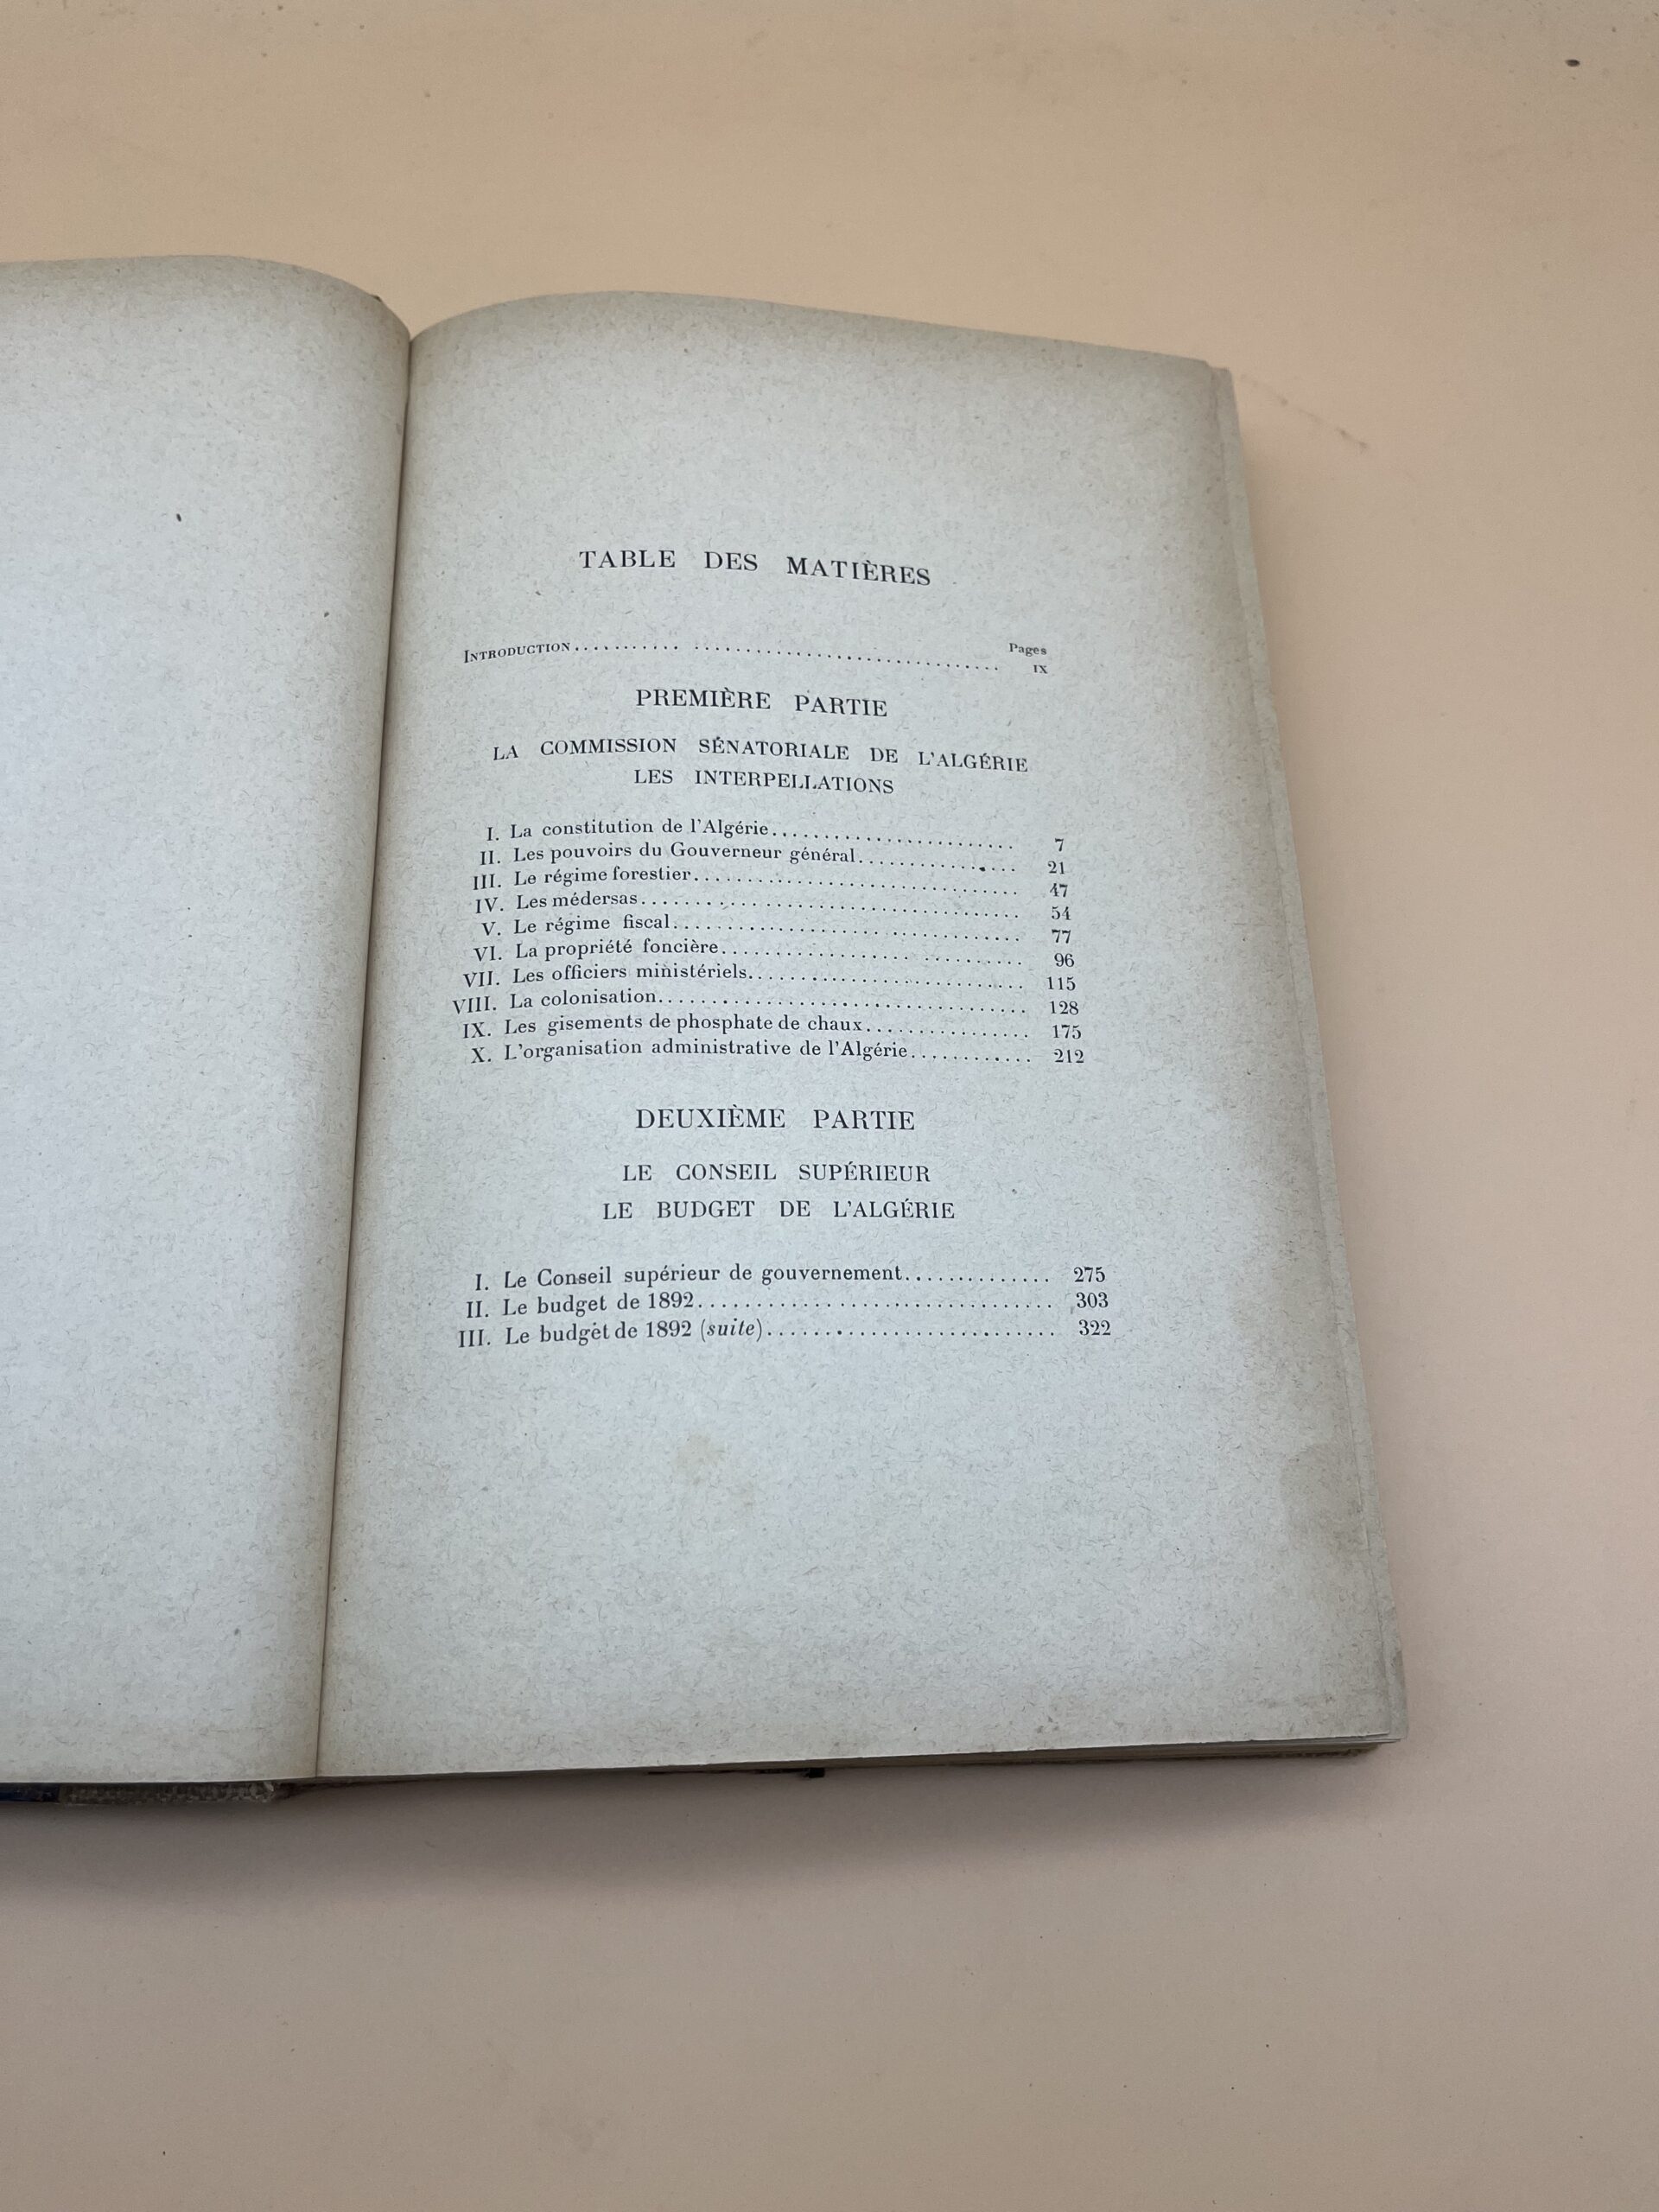 TABLE DES MATIÈRES
Pages
INTRODUCTION........... ............................... IX
PREMIÈRE PARTIE
LA COMMISSION SÉNATORIALE DE L'ALGÉRIE
LES INTERPELLATIONS
I. La constitution de l'Algérie........................ 7
II. Les pouvoirs du Gouverneur général............... 21
III. Le régime forestier................................ 47
IV. Les médersas..................................... 54
V. Le régime fiscal................................... 77
VI. La propriété foncière.............................. 96
VII. Les officiers ministériels........................... 115
VIII. La colonisation................................... 128
IX. Les gisements de phosphate de chaux................ 175
X. L'organisation administrative de l'Algérie............ 212
DEUXIÈME PARTIE
LE CONSEIL SUPÉRIEUR
LE BUDGET DE L'ALGÉRIE
I. Le Conseil supérieur de gouvernement.............. 275
II. Le budget de 1892................................ 303
III. Le budget de 1892 (suite).......................... 322